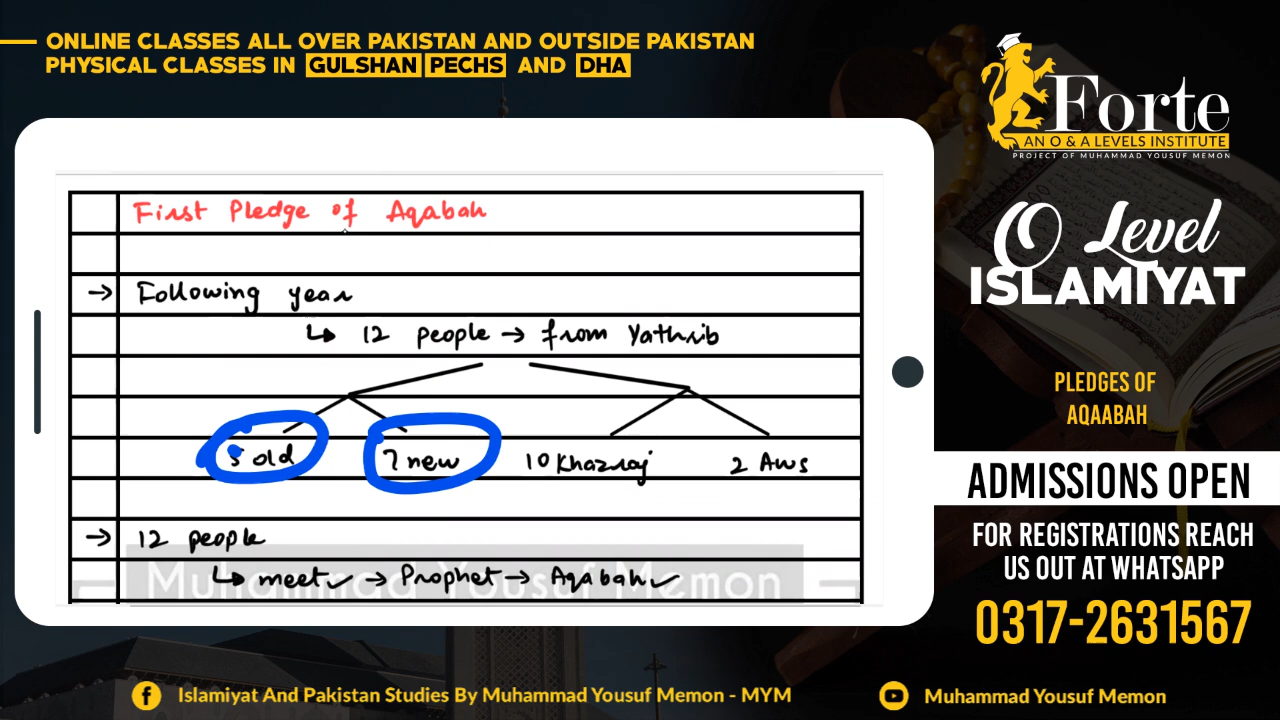 ONLINE CLASSES ALL OVER PAKISTAN AND OUTSIDE PAKISTAN
PHYSICAL CLASSES IN GULSHAN PECHS AND DHA
Forte
AN O & A LEVELS INSTITUTE
PROJECT OF MUHAMMAD YOUSUF MEMON
First Pledge of Aqabah
→ Following year
↳ 12 people → from Yathrib
5 old 7 new 10 Khazraj 2 Aws
→ 12 people
↳ meet ✓ → Prophet → Aqabah ✓
Muhammad Yousuf Memon
O Level
ISLAMIYAT
PLEDGES OF
AQAABAH
ADMISSIONS OPEN
FOR REGISTRATIONS REACH
US OUT AT WHATSAPP
0317-2631567
Islamiyat And Pakistan Studies By Muhammad Yousuf Memon - MYM
Muhammad Yousuf Memon